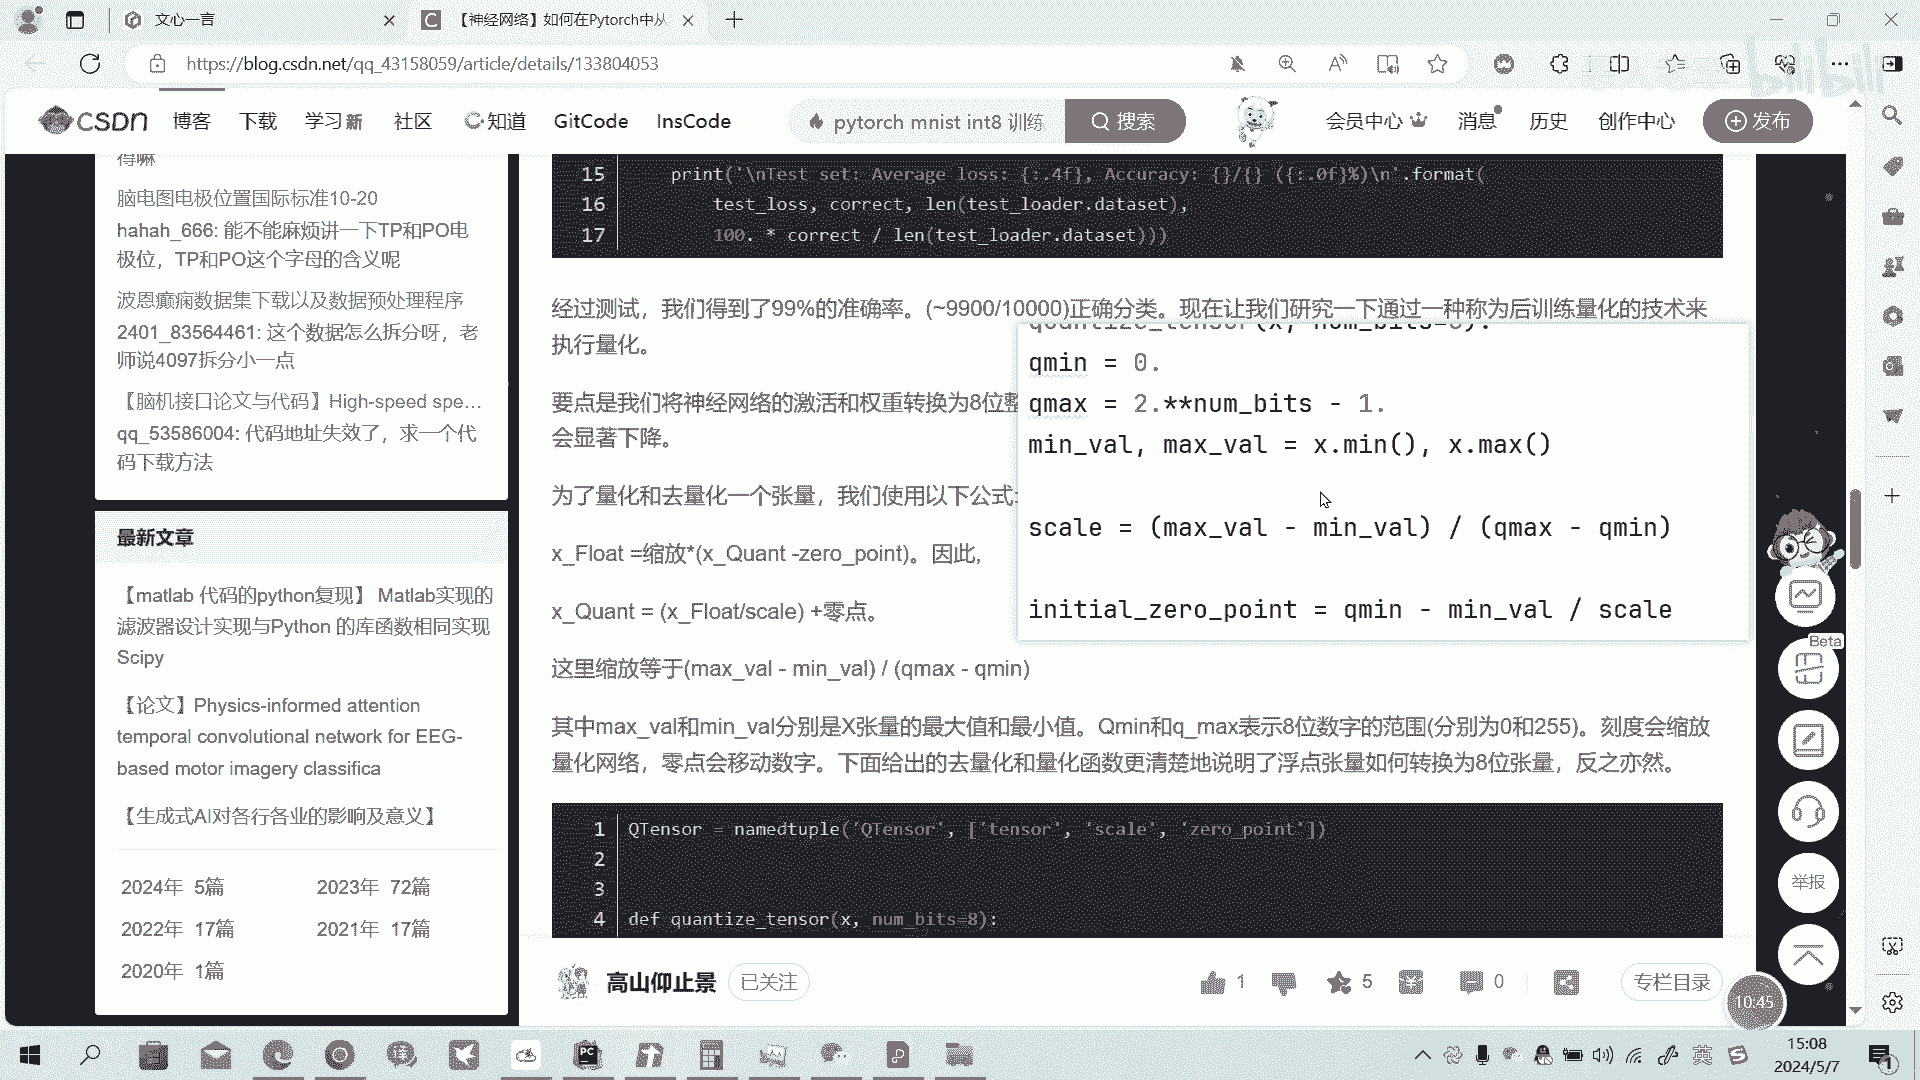 文心一言
【神经网络】如何在Pytorch中从
https://blog.csdn.net/qq_43158059/article/details/133804053
bilibili
CSDN 博客 下载 学习新 社区 C知道 GitCode InsCode pytorch mnist int8 训练 搜索 会员中心 消息 历史 创作中心 发布
得嘛
脑电图电极位置国际标准10-20
hahah_666: 能不能麻烦讲一下TP和PO电
极位，TP和PO这个字母的含义呢
波恩癫痫数据集下载以及数据预处理程序
2401_83564461: 这个数据怎么拆分呀，老
师说4097拆分小一点
【脑机接口论文与代码】High-speed spe...
qq_53586004: 代码地址失效了，求一个代
码下载方法
最新文章
【matlab 代码的python复现】 Matlab实现的
滤波器设计实现与Python 的库函数相同实现
Scipy
【论文】Physics-informed attention
temporal convolutional network for EEG-
based motor imagery classifica
【生成式AI对各行各业的影响及意义】
2024年 5篇 2023年 72篇
2022年 17篇 2021年 17篇
2020年 1篇
15 print('\nTest set: Average loss: {:.4f}, Accuracy: {}/{} ({:.0f}%)\n'.format(
16 test_loss, correct, len(test_loader.dataset),
17 100. * correct / len(test_loader.dataset)))
经过测试，我们得到了99%的准确率。(~9900/10000)正确分类。现在让我们研究一下通过一种称为后训练量化的技术来
执行量化。
要点是我们将神经网络的激活和权重转换为8位整
会显著下降。
为了量化和去量化一个张量，我们使用以下公式:
x_Float =缩放*(x_Quant -zero_point)。因此,
x_Quant = (x_Float/scale) +零点。
这里缩放等于(max_val - min_val) / (qmax - qmin)
其中max_val和min_val分别是X张量的最大值和最小值。Qmin和q_max表示8位数字的范围(分别为0和255)。刻度会缩放
量化网络，零点会移动数字。下面给出的去量化和量化函数更清楚地说明了浮点张量如何转换为8位张量，反之亦然。
quantize_tensor(x, num_bits=8):
qmin = 0.
qmax = 2.**num_bits - 1.
min_val, max_val = x.min(), x.max()
scale = (max_val - min_val) / (qmax - qmin)
initial_zero_point = qmin - min_val / scale
1 QTensor = namedtuple('QTensor', ['tensor', 'scale', 'zero_point'])
2
3
4 def quantize_tensor(x, num_bits=8):
高山仰止景 已关注 1 5 0 专栏目录
Beta
举报
10:45
英
15:08
2024/5/7
1